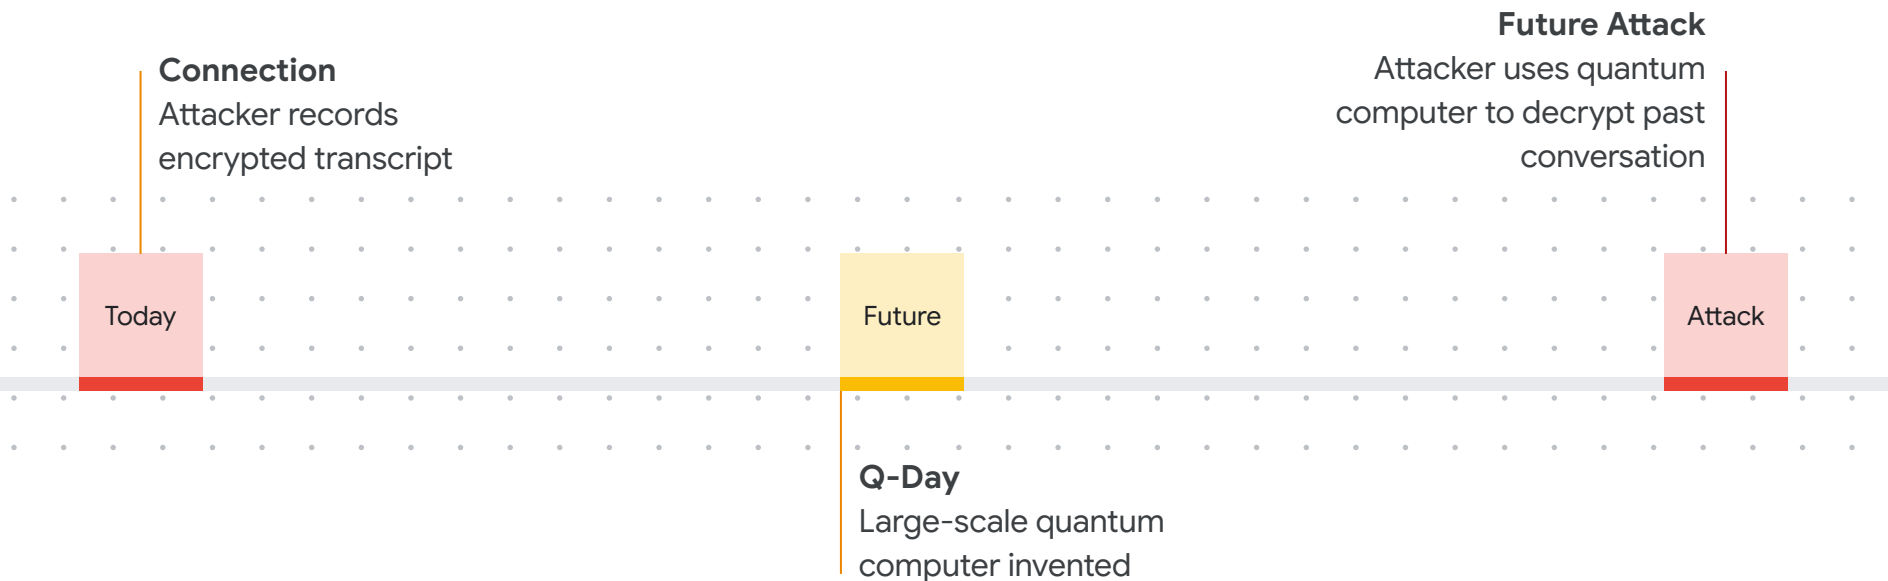 Connection
Attacker records
encrypted transcript
Future Attack
Attacker uses quantum
computer to decrypt past
conversation
Today
Future
Attack
Q-Day
Large-scale quantum
computer invented